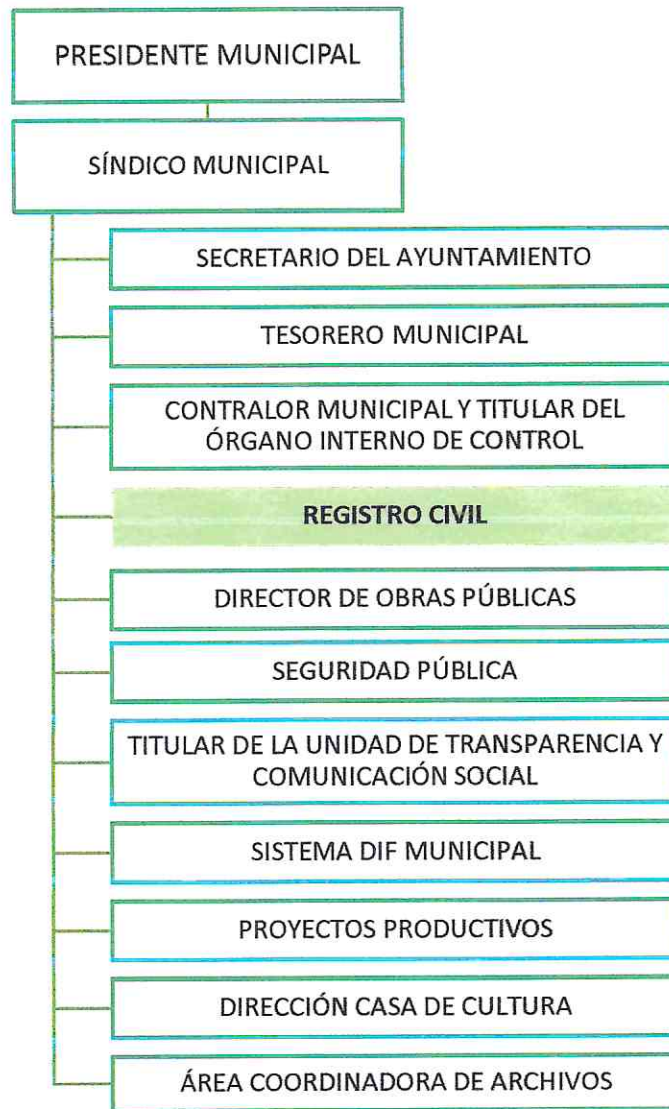 PRESIDENTE MUNICIPAL
SÍNDICO MUNICIPAL
SECRETARIO DEL AYUNTAMIENTO
TESORERO MUNICIPAL
CONTRALOR MUNICIPAL Y TITULAR DEL
ÓRGANO INTERNO DE CONTROL
REGISTRO CIVIL
DIRECTOR DE OBRAS PÚBLICAS
SEGURIDAD PÚBLICA
TITULAR DE LA UNIDAD DE TRANSPARENCIA Y
COMUNICACIÓN SOCIAL
SISTEMA DIF MUNICIPAL
PROYECTOS PRODUCTIVOS
DIRECCIÓN CASA DE CULTURA
ÁREA COORDINADORA DE ARCHIVOS